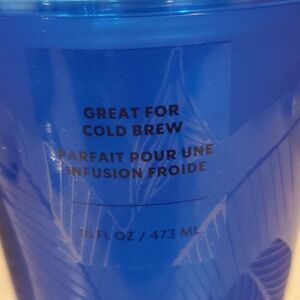 GREAT FOR
COLD BREW
PARFAIT POUR UNE
INFUSION FROIDE
16 FL OZ / 473 ML